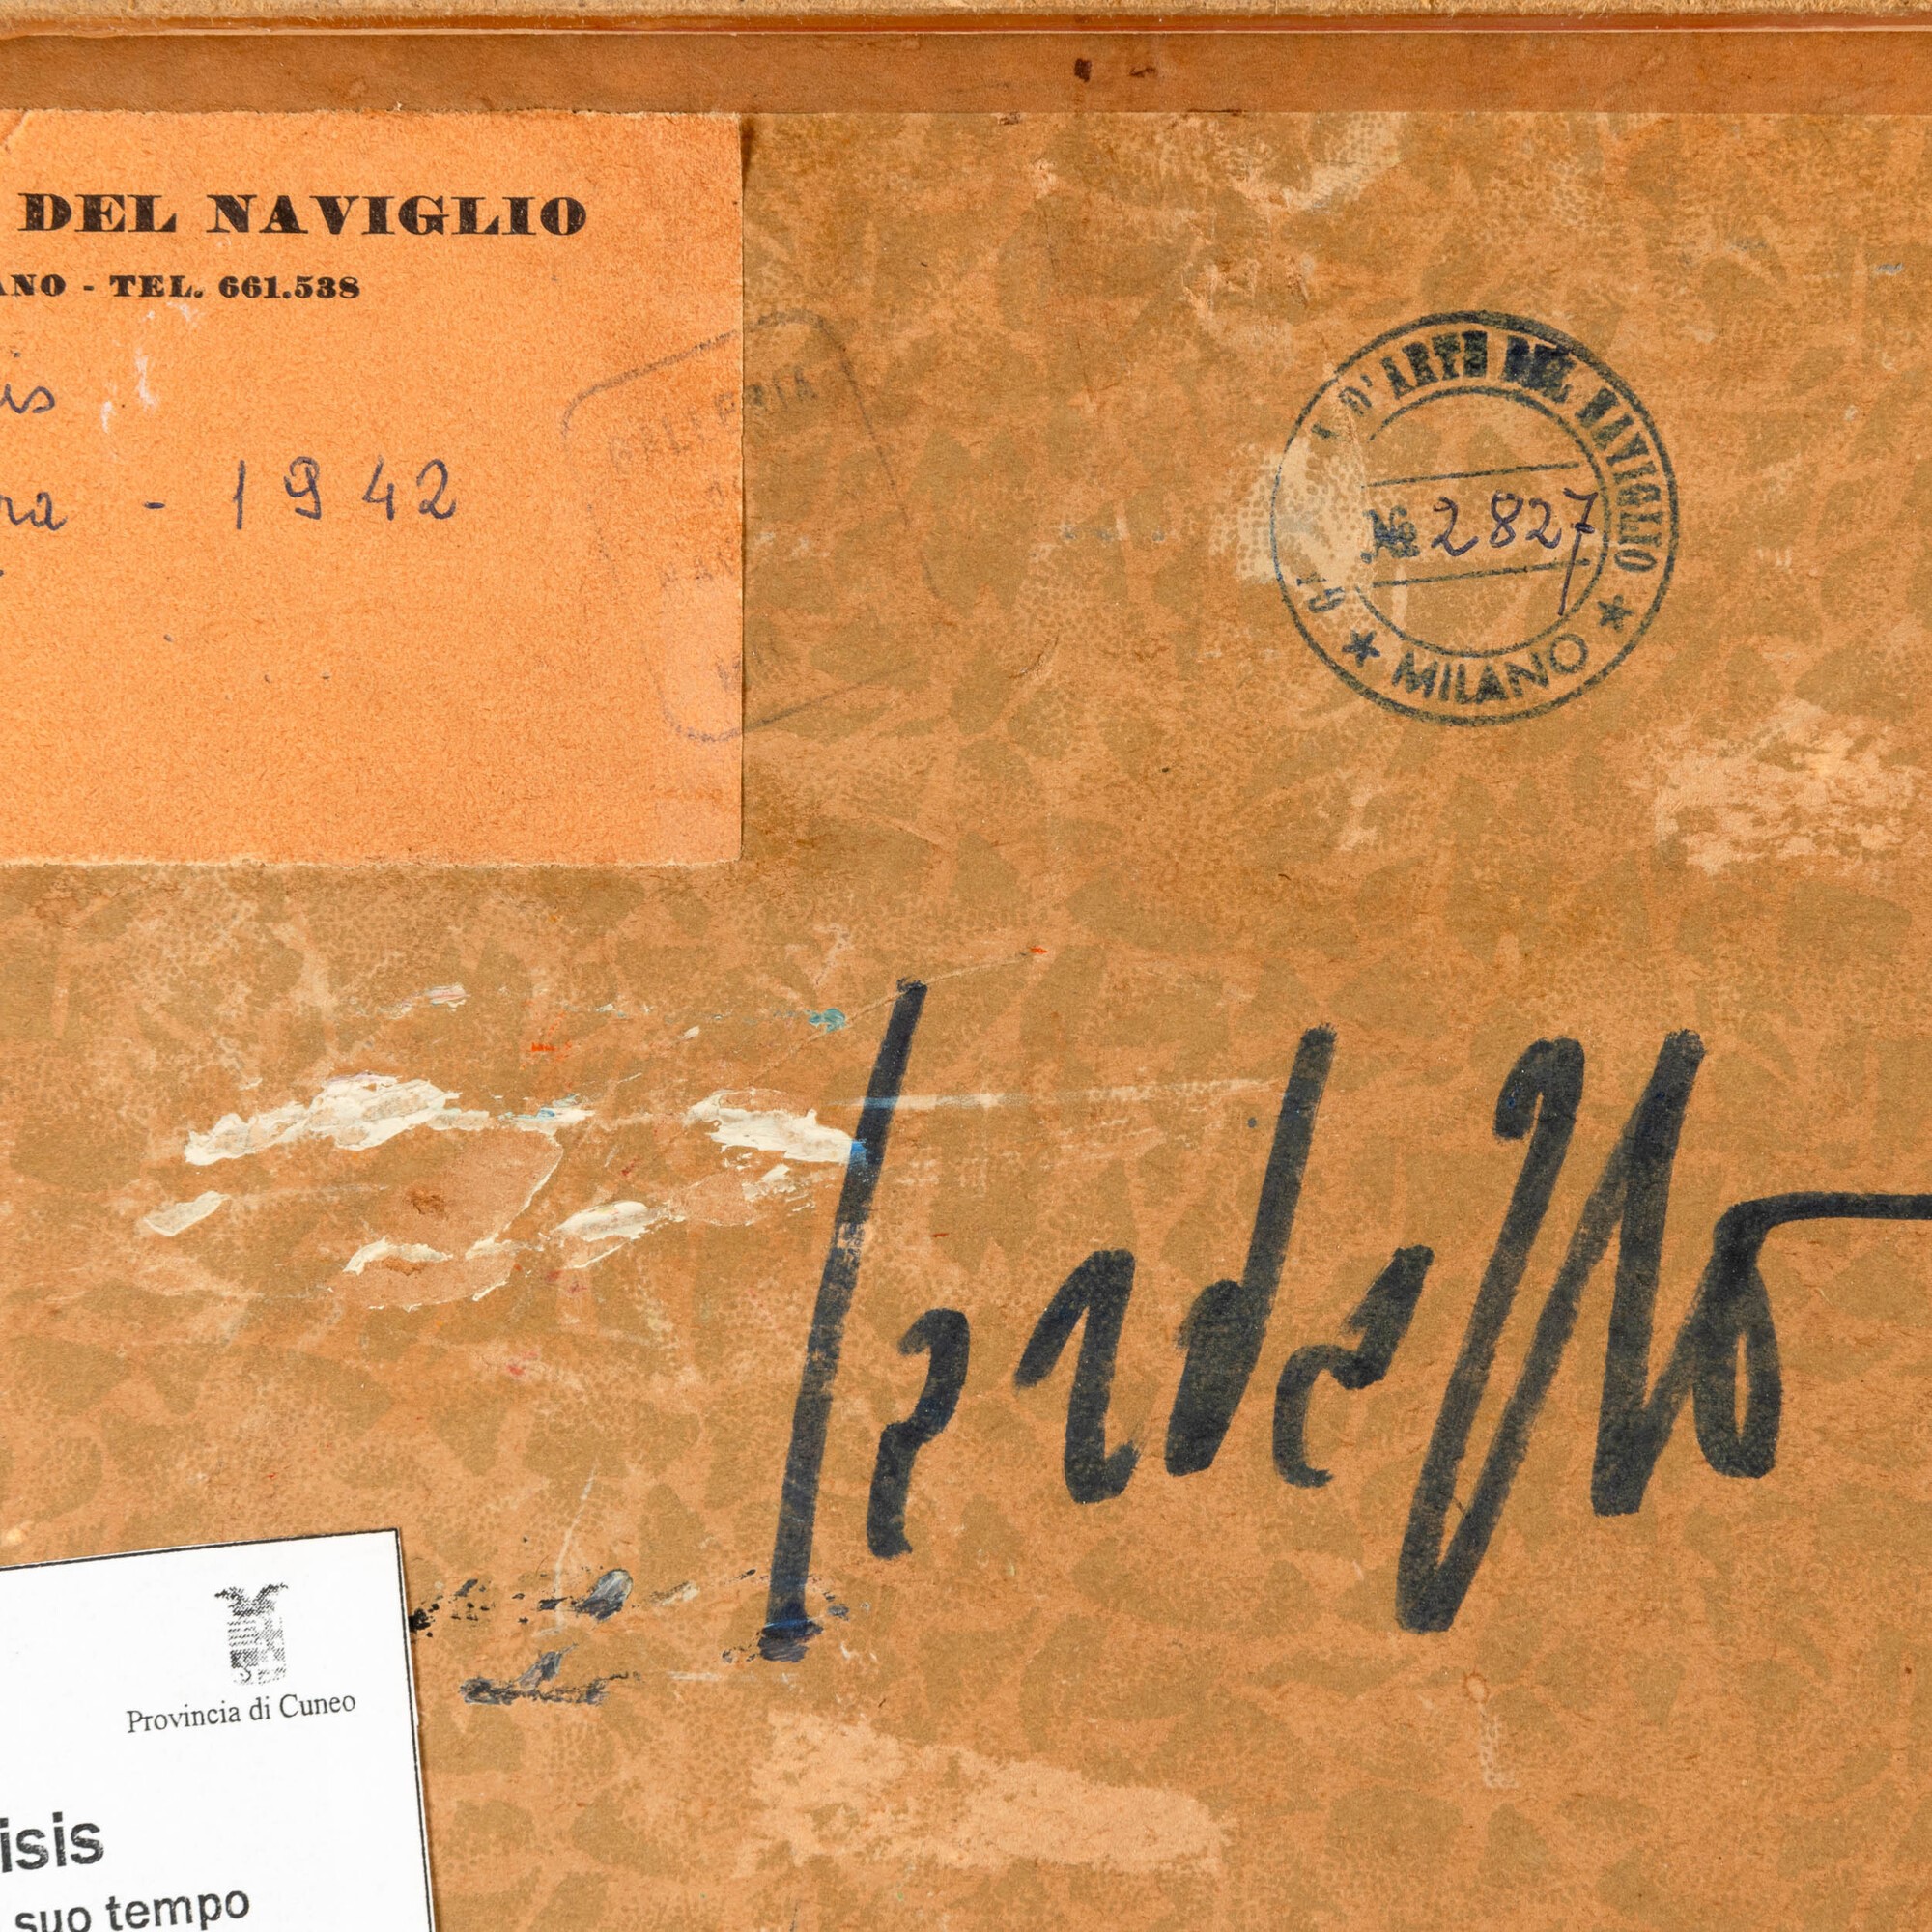 DEL NAVIGLIO
ANO - TEL. 661.538
is
ra - 1942
GALLERIA
D'ARTE DEL NAVIGLIO
№ 2827
★ MILANO ★
Provincia di Cuneo
isis
suo tempo